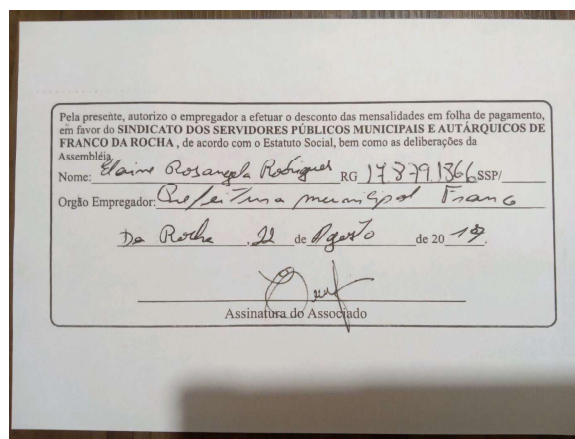 Pela presente, autorizo o empregador a efetuar o desconto das mensalidades em folha de pagamento,
em favor do SINDICATO DOS SERVIDORES PÚBLICOS MUNICIPAIS E AUTÁRQUICOS DE
FRANCO DA ROCHA , de acordo com o Estatuto Social, bem como as deliberações da
Assembléia.
Nome: Elaine Rosangela Rodrigues RG 17.8791366 SSP/
Orgão Empregador: Prefeitura municipal Franco
Da Rocha , 22 de Agosto de 20 19.
Assinatura do Associado